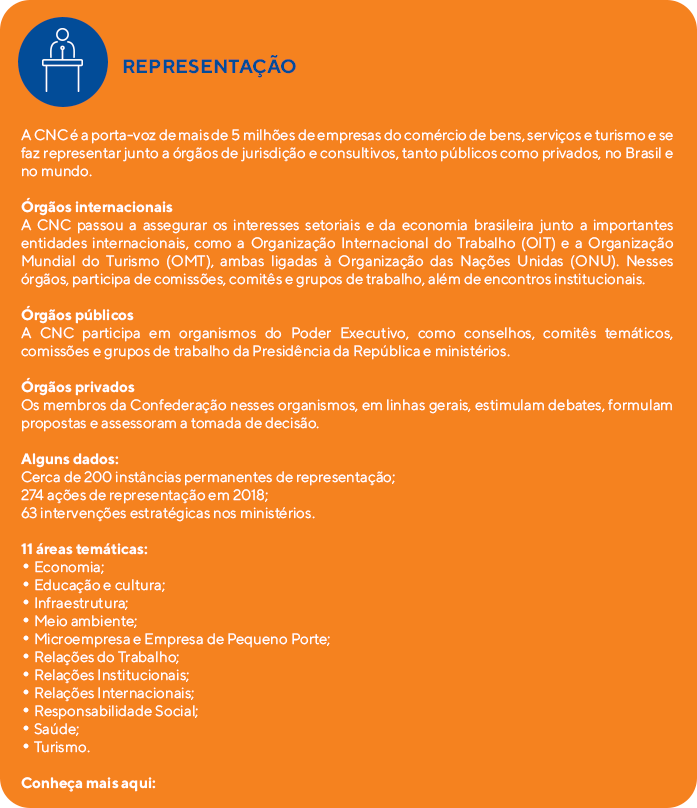 REPRESENTAÇÃO
A CNC é a porta-voz de mais de 5 milhões de empresas do comércio de bens, serviços e turismo e se
faz representar junto a órgãos de jurisdição e consultivos, tanto públicos como privados, no Brasil e
no mundo.
Órgãos internacionais
A CNC passou a assegurar os interesses setoriais e da economia brasileira junto a importantes
entidades internacionais, como a Organização Internacional do Trabalho (OIT) e a Organização
Mundial do Turismo (OMT), ambas ligadas à Organização das Nações Unidas (ONU). Nesses
órgãos, participa de comissões, comitês e grupos de trabalho, além de encontros institucionais.
Órgãos públicos
A CNC participa em organismos do Poder Executivo, como conselhos, comitês temáticos,
comissões e grupos de trabalho da Presidência da República e ministérios.
Órgãos privados
Os membros da Confederação nesses organismos, em linhas gerais, estimulam debates, formulam
propostas e assessoram a tomada de decisão.
Alguns dados:
Cerca de 200 instâncias permanentes de representação;
274 ações de representação em 2018;
63 intervenções estratégicas nos ministérios.
11 áreas temáticas:
• Economia;
• Educação e cultura;
• Infraestrutura;
• Meio ambiente;
• Microempresa e Empresa de Pequeno Porte;
• Relações do Trabalho;
• Relações Institucionais;
• Relações Internacionais;
• Responsabilidade Social;
• Saúde;
• Turismo.
Conheça mais aqui: